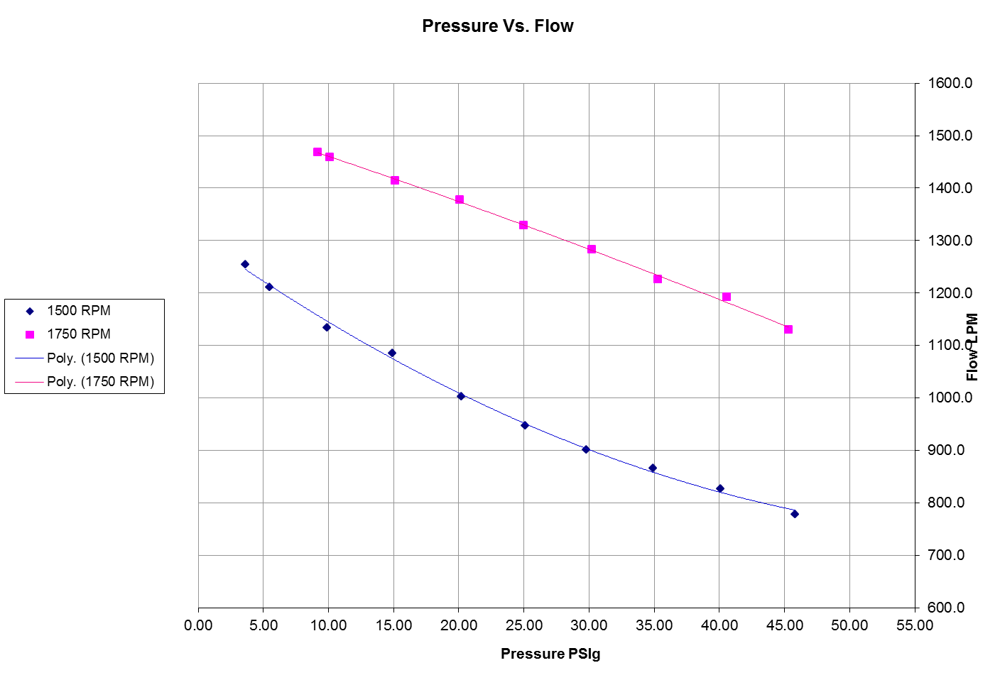 Pressure Vs. Flow
1600.0
1500.0
1400.0
1300.0
1200.0
1100.0
1000.0
900.0
800.0
700.0
600.0
Flow LPM
1500 RPM
1750 RPM
Poly. (1500 RPM)
Poly. (1750 RPM)
0.00 5.00 10.00 15.00 20.00 25.00 30.00 35.00 40.00 45.00 50.00 55.00
Pressure PSIg